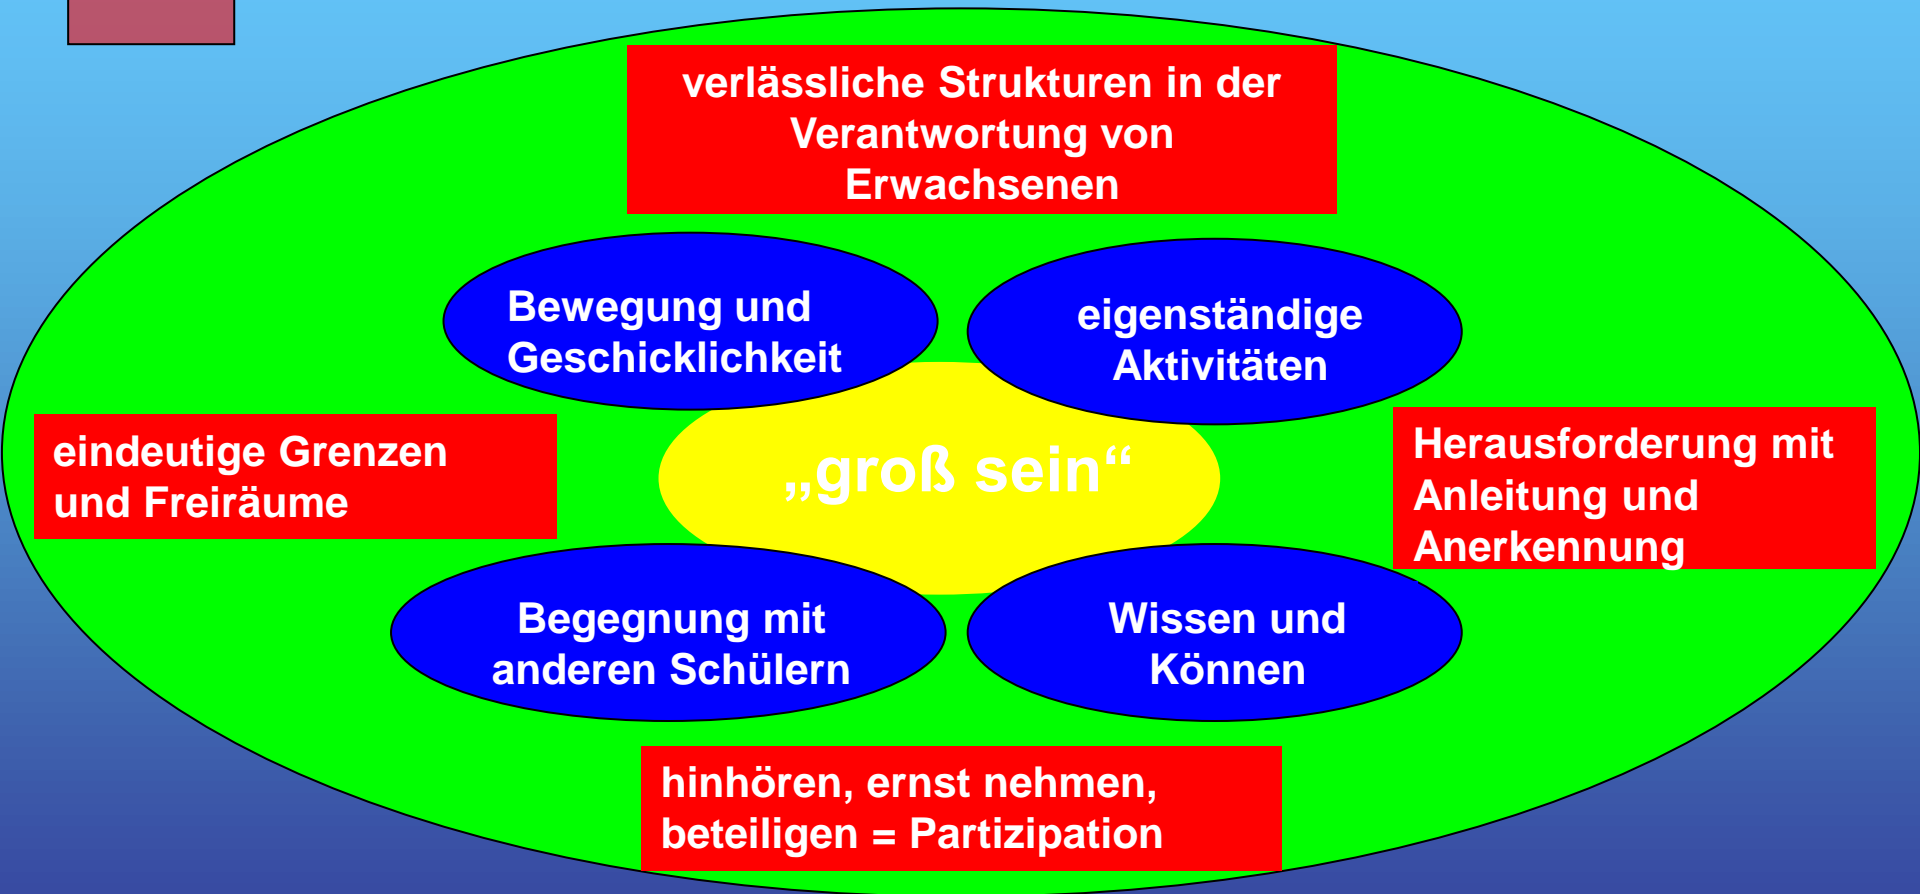 verlässliche Strukturen in der
Verantwortung von
Erwachsenen
Bewegung und
Geschicklichkeit
eigenständige
Aktivitäten
eindeutige Grenzen
und Freiräume
„groß sein“
Herausforderung mit
Anleitung und
Anerkennung
Begegnung mit
anderen Schülern
Wissen und
Können
hinhören, ernst nehmen,
beteiligen = Partizipation